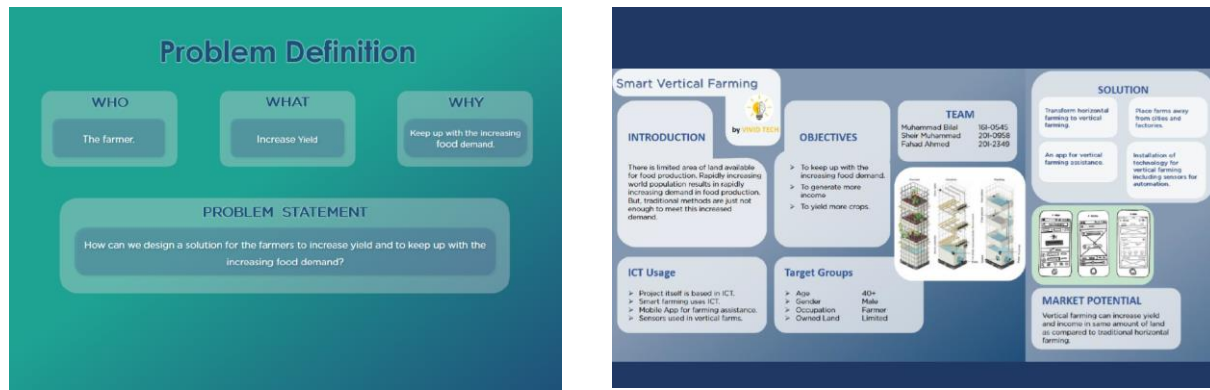 Problem Definition
WHO
The farmer.
WHAT
Increase Yield
WHY
Keep up with the increasing
food demand.
PROBLEM STATEMENT
How can we design a solution for the farmers to increase yield and to keep up with the
increasing food demand?
Smart Vertical Farming
by VIVID TECH
INTRODUCTION
There is limited area of land available
for food production. Rapidly increasing
world population results in rapidly
increasing demand in food production.
But, traditional methods are just not
enough to meet this increased
demand.
OBJECTIVES
➢ To keep up with the
increasing food demand.
➢ To generate more
income
➢ To yield more crops.
TEAM
Muhammad Bilal 161-0545
Sheir Muhammad 201-0958
Fahad Ahmed 201-2349
ICT Usage
➢ Project itself is based in ICT.
➢ Smart farming uses ICT.
➢ Mobile App for farming assistance.
➢ Sensors used in vertical farms.
Target Groups
➢ Age 40+
➢ Gender Male
➢ Occupation Farmer
➢ Owned Land Limited
SOLUTION
Transform horizontal
farming to vertical
farming.
Place farms away
from cities and
factories.
An app for vertical
farming assistance.
Installation of
technology for
vertical farming
including sensors for
automation.
MARKET POTENTIAL
Vertical farming can increase yield
and income in same amount of land
as compared to traditional horizontal
farming.